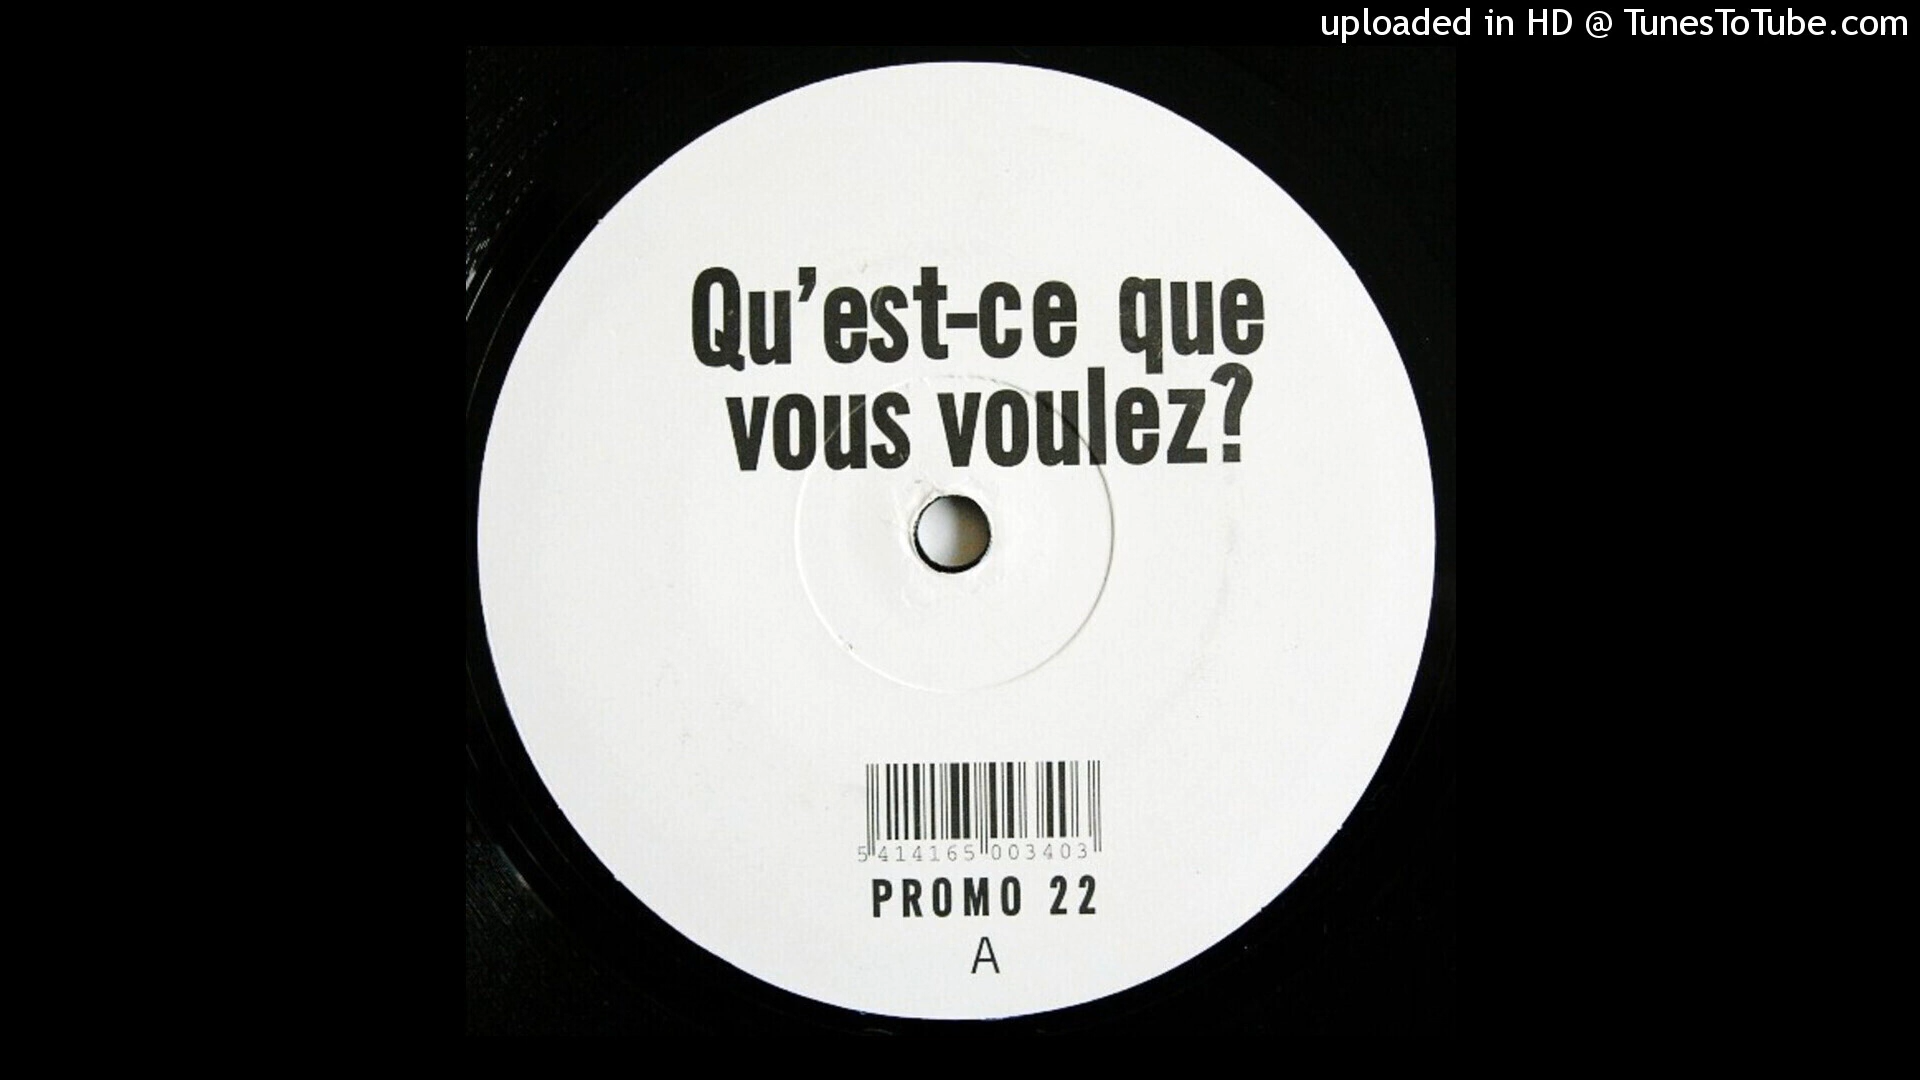 uploaded in HD @ TunesToTube.com
Qu'est-ce que
vous voulez?
5 414165 003403
PROMO 22
A